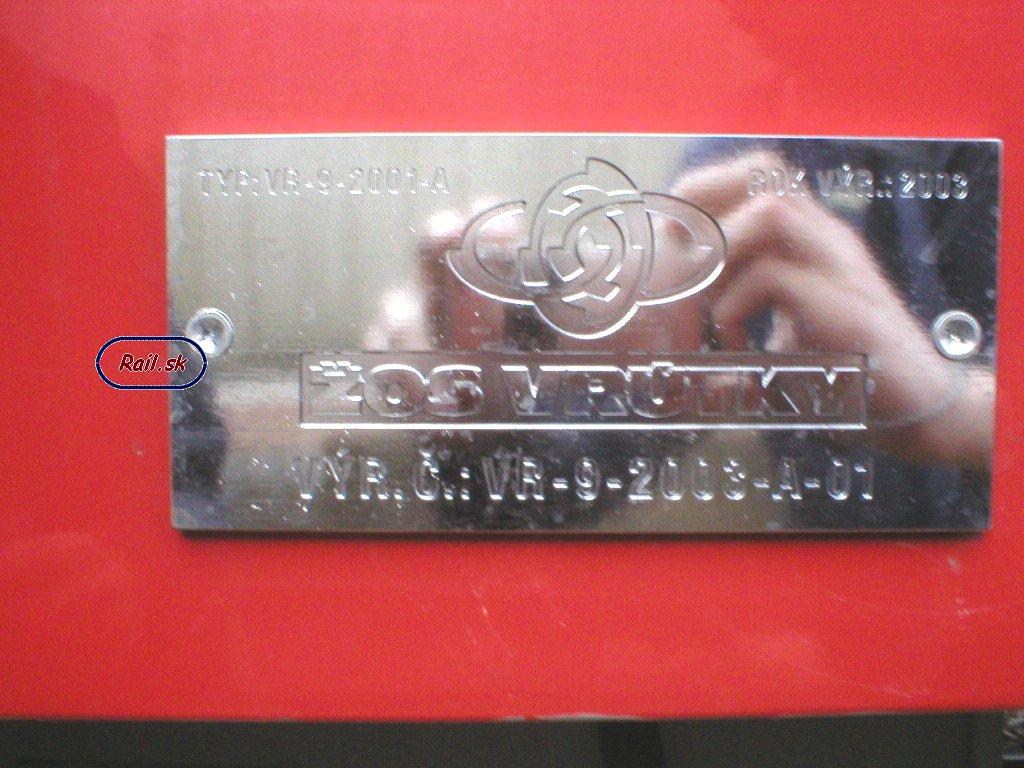 TYP:VR-9-2001-A
ROK VÝR.: 2003
Rail.sk
ŽOS VRÚTKY
VÝR. Č.: VR-9-2003-A-01